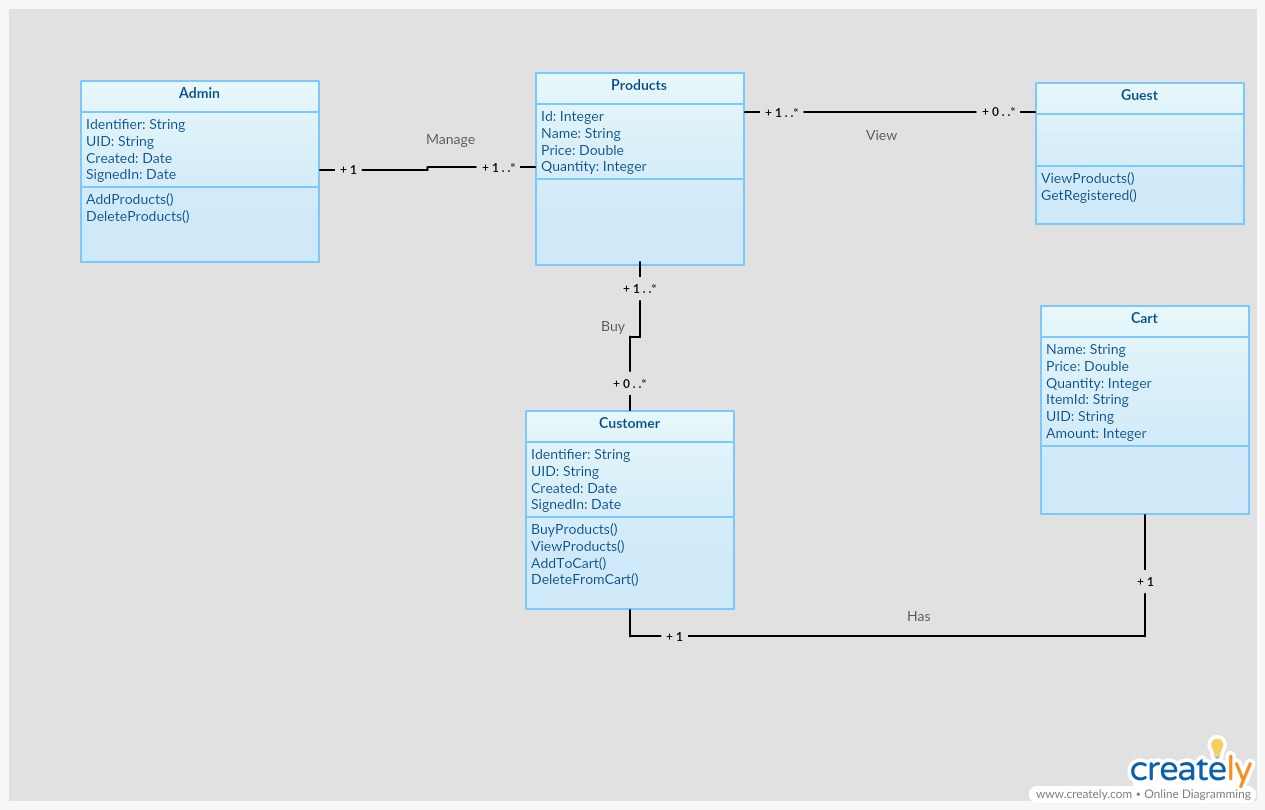 Admin
Identifier: String
UID: String
Created: Date
SignedIn: Date
AddProducts()
DeleteProducts()
Manage
+ 1
+ 1 . .*
Products
Id: Integer
Name: String
Price: Double
Quantity: Integer
+ 1 . .*
+ 0 . .*
View
Guest
ViewProducts()
GetRegistered()
+ 1 . .*
Buy
+ 0 . .*
Customer
Identifier: String
UID: String
Created: Date
SignedIn: Date
BuyProducts()
ViewProducts()
AddToCart()
DeleteFromCart()
Cart
Name: String
Price: Double
Quantity: Integer
ItemId: String
UID: String
Amount: Integer
+ 1
Has
+ 1
creately
www.creately.com • Online Diagramming